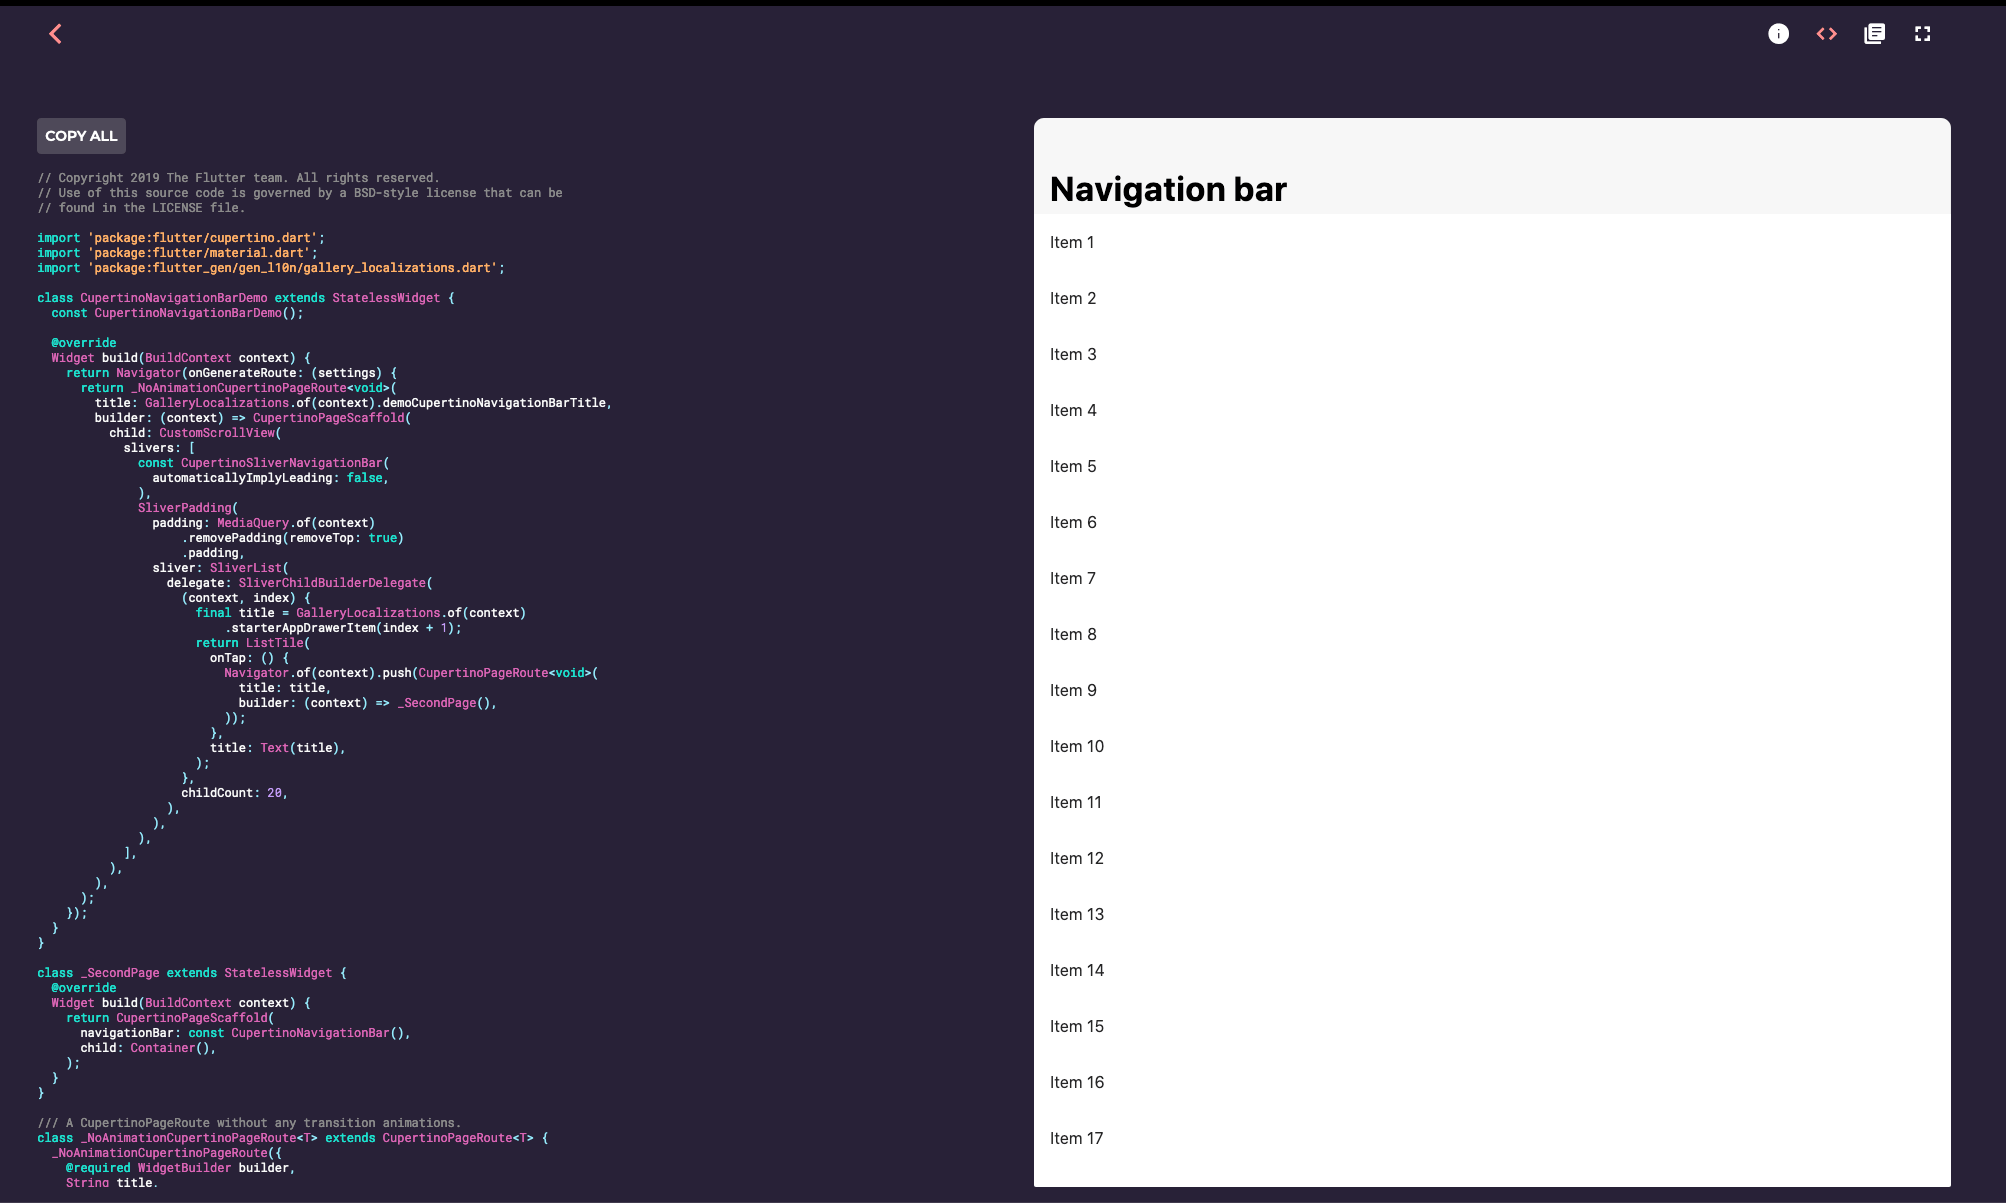 COPY ALL
// Copyright 2019 The Flutter team. All rights reserved.
// Use of this source code is governed by a BSD-style license that can be
// found in the LICENSE file.
import 'package:flutter/cupertino.dart';
import 'package:flutter/material.dart';
import 'package:flutter_gen/gen_l10n/gallery_localizations.dart';
class CupertinoNavigationBarDemo extends StatelessWidget {
  const CupertinoNavigationBarDemo();
  @override
  Widget build(BuildContext context) {
    return Navigator(onGenerateRoute: (settings) {
      return _NoAnimationCupertinoPageRoute<void>(
        title: GalleryLocalizations.of(context).demoCupertinoNavigationBarTitle,
        builder: (context) => CupertinoPageScaffold(
          child: CustomScrollView(
            slivers: [
              const CupertinoSliverNavigationBar(
                automaticallyImplyLeading: false,
              ),
              SliverPadding(
                padding: MediaQuery.of(context)
                    .removePadding(removeTop: true)
                    .padding,
                sliver: SliverList(
                  delegate: SliverChildBuilderDelegate(
                    (context, index) {
                      final title = GalleryLocalizations.of(context)
                          .starterAppDrawerItem(index + 1);
                      return ListTile(
                        onTap: () {
                          Navigator.of(context).push(CupertinoPageRoute<void>(
                            title: title,
                            builder: (context) => _SecondPage(),
                          ));
                        },
                        title: Text(title),
                      );
                    },
                    childCount: 20,
                  ),
                ),
              ),
            ],
          ),
        ),
      );
    });
  }
}
class _SecondPage extends StatelessWidget {
  @override
  Widget build(BuildContext context) {
    return CupertinoPageScaffold(
      navigationBar: const CupertinoNavigationBar(),
      child: Container(),
    );
  }
}
/// A CupertinoPageRoute without any transition animations.
class _NoAnimationCupertinoPageRoute<T> extends CupertinoPageRoute<T> {
  _NoAnimationCupertinoPageRoute({
    @required WidgetBuilder builder,
    String title,
Navigation bar
Item 1
Item 2
Item 3
Item 4
Item 5
Item 6
Item 7
Item 8
Item 9
Item 10
Item 11
Item 12
Item 13
Item 14
Item 15
Item 16
Item 17